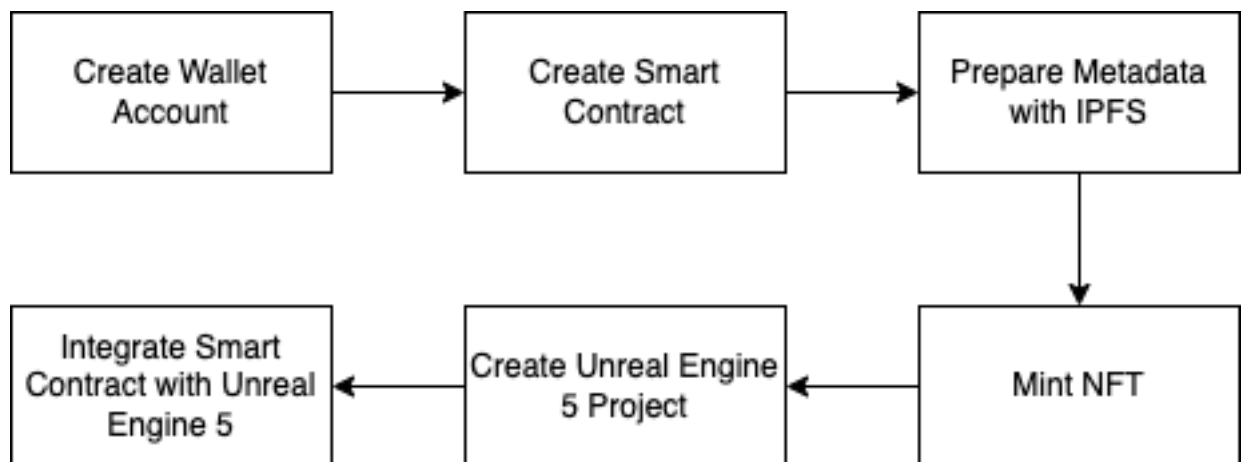 Create Wallet
Account
Create Smart
Contract
Prepare Metadata
with IPFS
Mint NFT
Create Unreal Engine
5 Project
Integrate Smart
Contract with Unreal
Engine 5